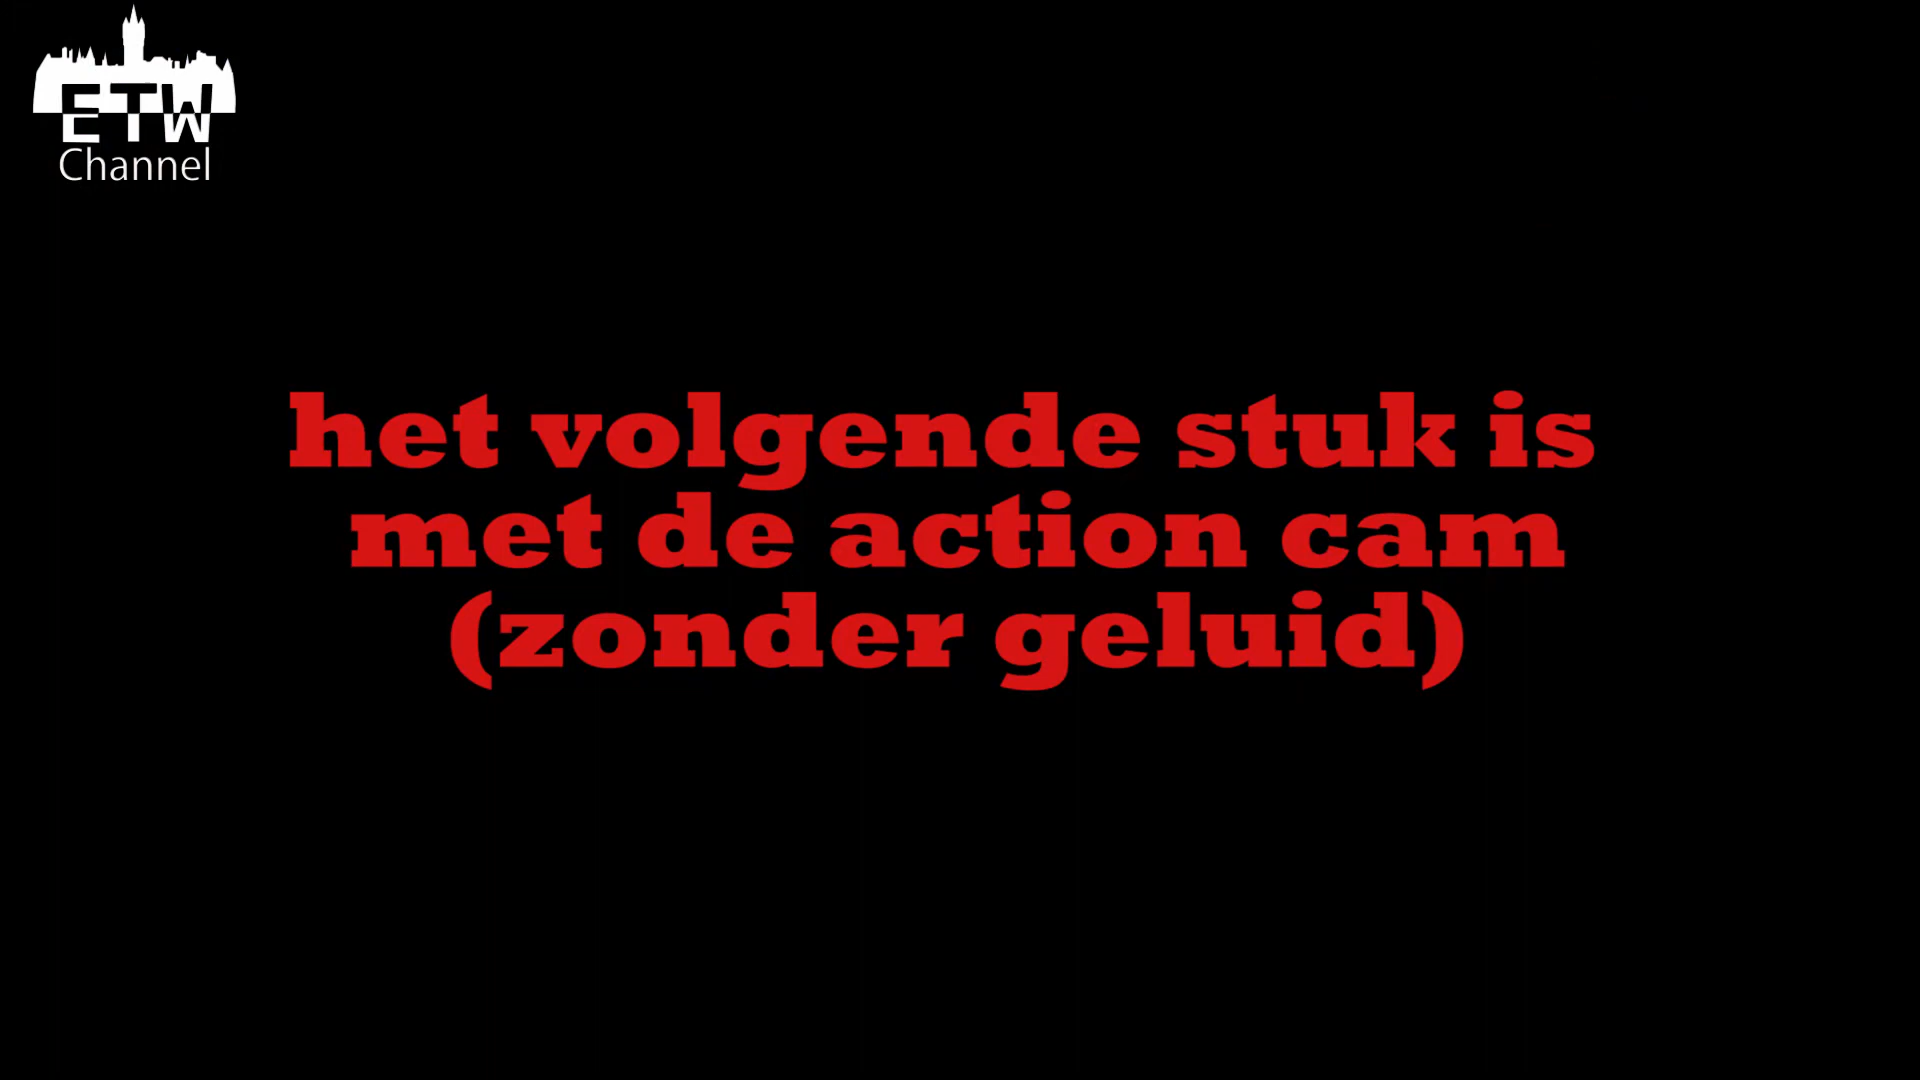 ETW
Channel
het volgende stuk is
met de action cam
(zonder geluid)